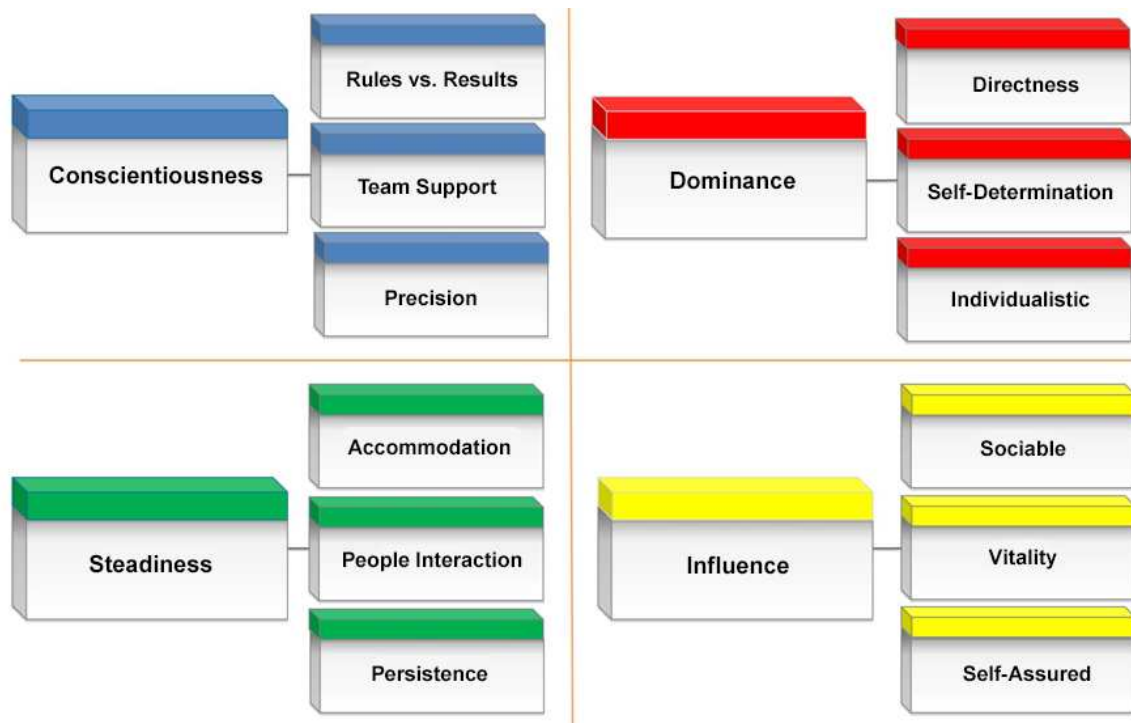 Conscientiousness
Rules vs. Results
Team Support
Precision
Dominance
Directness
Self-Determination
Individualistic
Steadiness
Accommodation
People Interaction
Persistence
Influence
Sociable
Vitality
Self-Assured